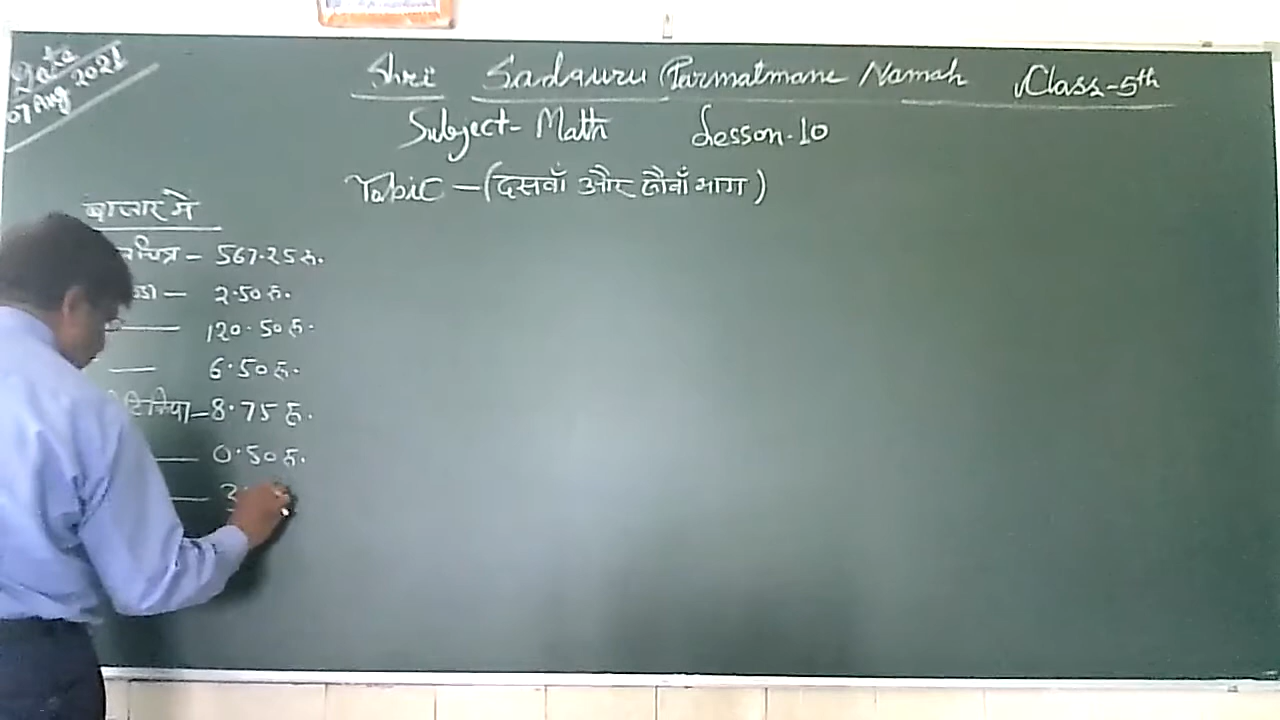 Date
07 Aug 2021
Shri Sadguru Parmatmane Namah Class-5th
Subject- Math Lesson-10
Topic - (दसवाँ और सौवाँ भाग)
बाजार में
– 567.25 रु.
— 2.50 रु.
— 120.50 रु.
— 6.50 रु.
– 8.75 रु.
— 0.50 रु.